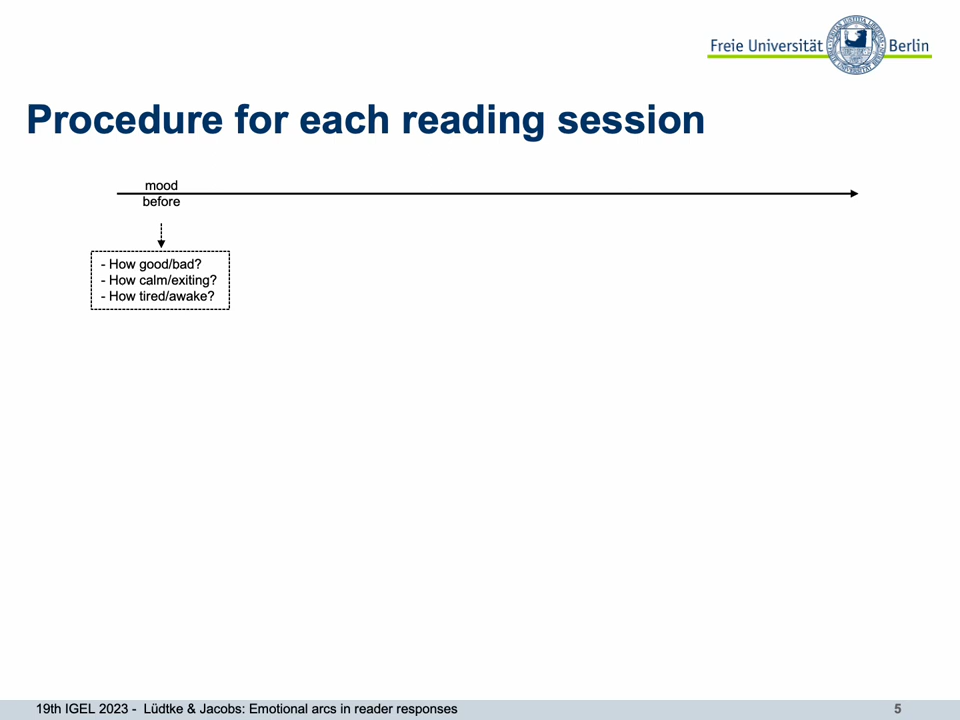 Freie Universität Berlin
Procedure for each reading session
mood
before
- How good/bad?
- How calm/exiting?
- How tired/awake?
19th IGEL 2023 - Lüdtke & Jacobs: Emotional arcs in reader responses
5